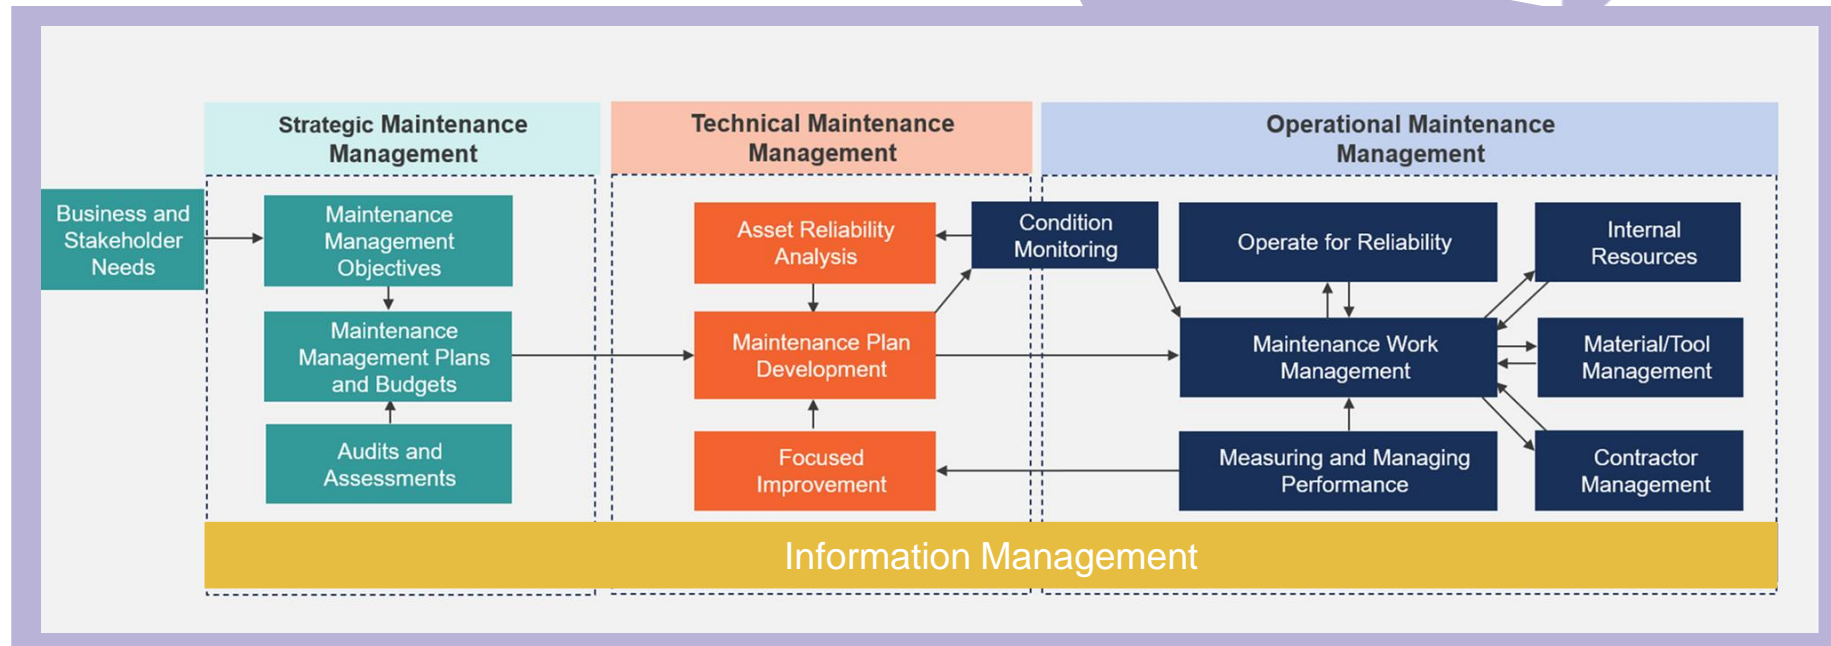 Strategic Maintenance
Management
Technical Maintenance
Management
Operational Maintenance
Management
Business and
Stakeholder
Needs
Maintenance
Management
Objectives
Maintenance
Management Plans
and Budgets
Audits and
Assessments
Asset Reliability
Analysis
Maintenance Plan
Development
Focused
Improvement
Condition
Monitoring
Operate for Reliability
Maintenance Work
Management
Measuring and Managing
Performance
Internal
Resources
Material/Tool
Management
Contractor
Management
Information Management